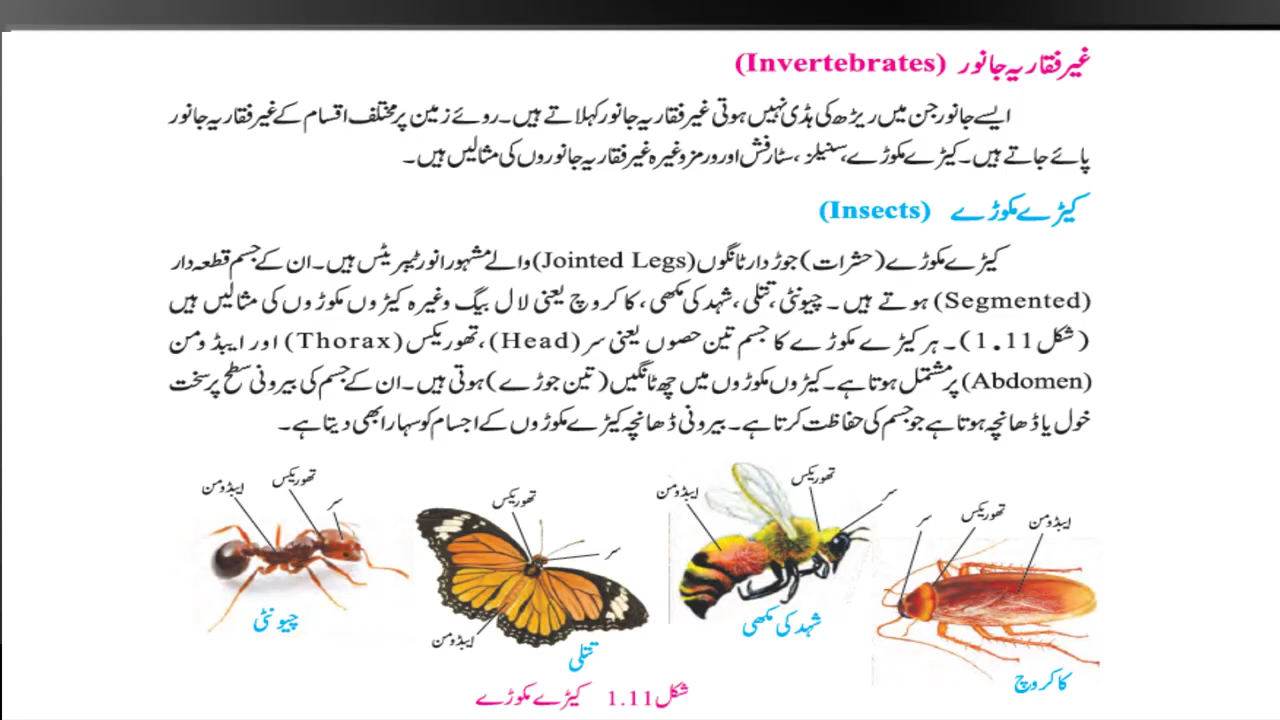 غیر فقاریہ جانور (Invertebrates)
ایسے جانور جن میں ریڑھ کی ہڈی نہیں ہوتی غیر فقاریہ جانور کہلاتے ہیں۔ روئے زمین پر مختلف اقسام کے غیر فقاریہ جانور
پائے جاتے ہیں۔ کیڑے مکوڑے، سنیلز، سٹارفش اور ورمز وغیرہ غیر فقاریہ جانوروں کی مثالیں ہیں۔
کیڑے مکوڑے (Insects)
کیڑے مکوڑے (حشرات) جوڑ دار ٹانگوں (Jointed Legs) والے مشہور انورٹیبریٹس ہیں۔ ان کے جسم قطعہ دار
(Segmented) ہوتے ہیں۔ چیونٹی، تتلی، شہد کی مکھی، کاکروچ یعنی لال بیگ وغیرہ کیڑوں مکوڑوں کی مثالیں ہیں
(شکل 1.11)۔ ہر کیڑے مکوڑے کا جسم تین حصوں یعنی سر (Head)، تھوریکس (Thorax) اور ایبڈومن
(Abdomen) پر مشتمل ہوتا ہے۔ کیڑوں مکوڑوں میں چھ ٹانگیں (تین جوڑے) ہوتی ہیں۔ ان کے جسم کی بیرونی سطح پر سخت
خول یا ڈھانچہ ہوتا ہے جو جسم کی حفاظت کرتا ہے۔ بیرونی ڈھانچہ کیڑے مکوڑوں کے اجسام کو سہارا بھی دیتا ہے۔
ایبڈومن تھوریکس سر
چیونٹی
تھوریکس سر ایبڈومن
تتلی
ایبڈومن تھوریکس سر
شہد کی مکھی
سر تھوریکس ایبڈومن
کاکروچ
شکل 1.11 کیڑے مکوڑے